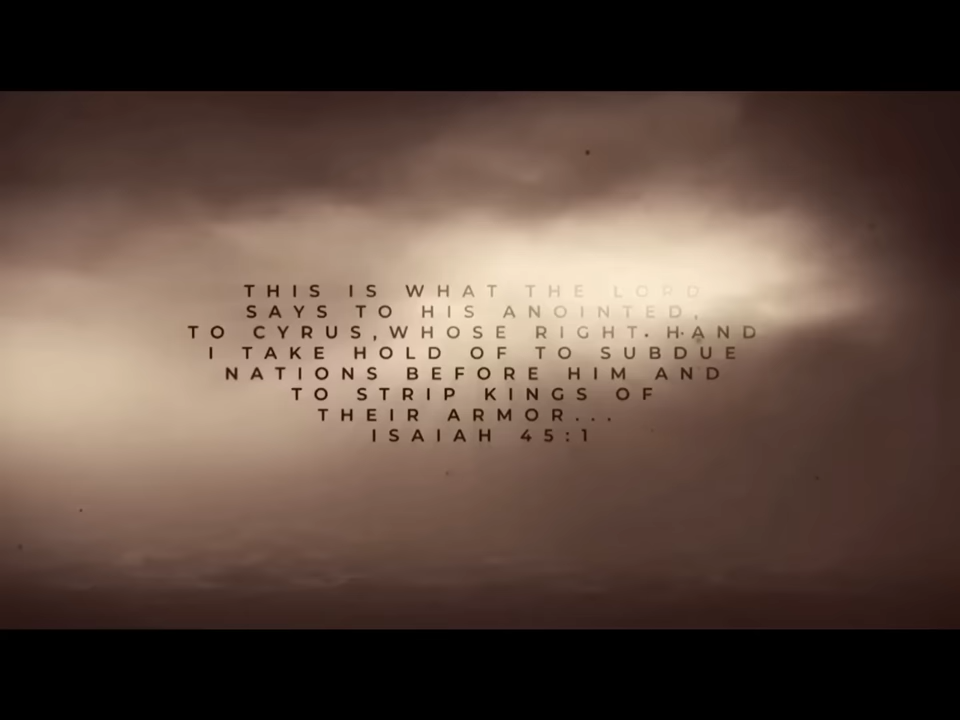 THIS IS WHAT THE LORD
SAYS TO HIS ANOINTED,
TO CYRUS,WHOSE RIGHT HAND
I TAKE HOLD OF TO SUBDUE
NATIONS BEFORE HIM AND
TO STRIP KINGS OF
THEIR ARMOR...
ISAIAH 45:1